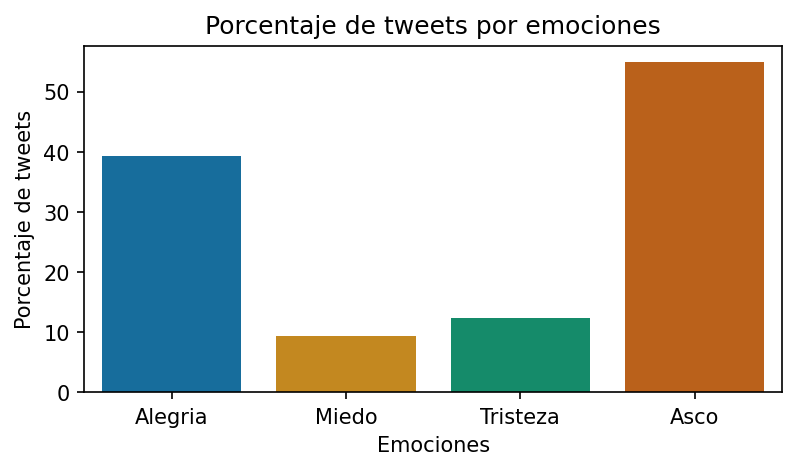 Porcentaje de tweets por emociones
Porcentaje de tweets
50
40
30
20
10
0
Alegria Miedo Tristeza Asco
Emociones